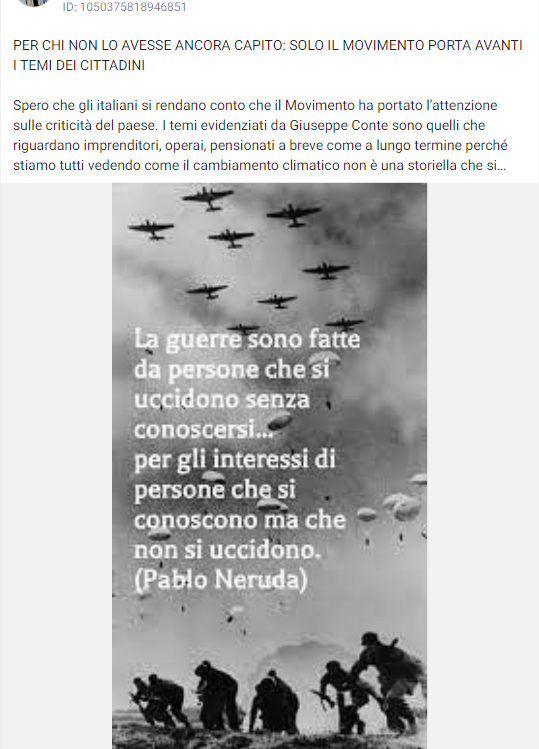 ID: 1050375818946851
PER CHI NON LO AVESSE ANCORA CAPITO: SOLO IL MOVIMENTO PORTA AVANTI
I TEMI DEI CITTADINI
Spero che gli italiani si rendano conto che il Movimento ha portato l'attenzione
sulle criticità del paese. I temi evidenziati da Giuseppe Conte sono quelli che
riguardano imprenditori, operai, pensionati a breve come a lungo termine perché
stiamo tutti vedendo come il cambiamento climatico non è una storiella che si...
La guerre sono fatte
da persone che si
uccidono senza
conoscersi...
per gli interessi di
persone che si
conoscono ma che
non si uccidono.
(Pablo Neruda)